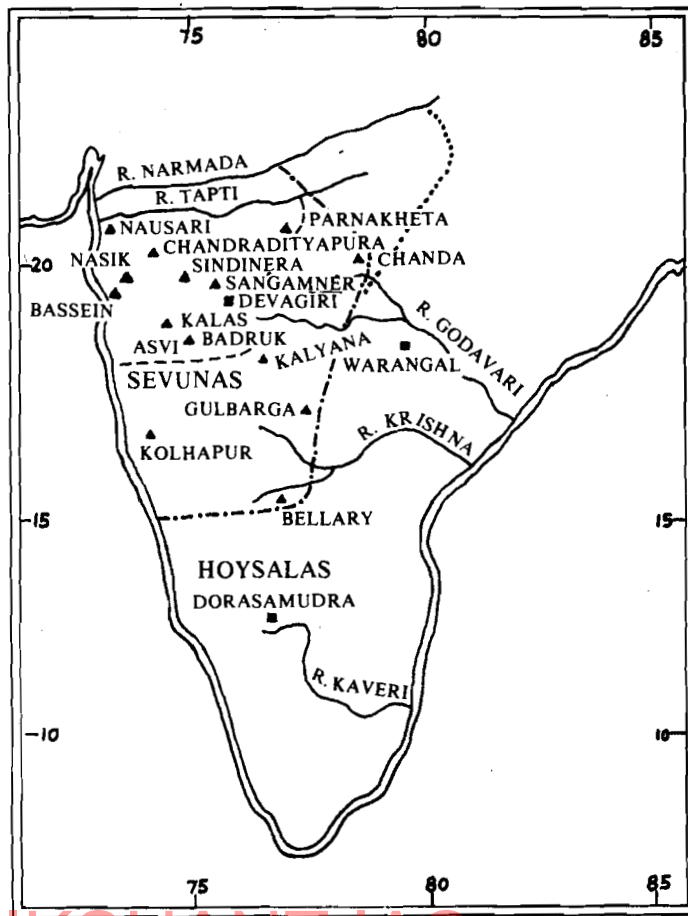 75 80 85
R. NARMADA
R. TAPTI
NAUSARI
PARNAKHETA
CHANDRADITYAPURA
NASIK
CHANDA
20
SINDINERA
SANGAMNER
BASSEIN
DEVAGIRI
KALAS
R. GODAVARI
ASVI BADRUK
KALYANA
WARANGAL
SEVUNAS
GULBARGA
R. KRISHNA
KOLHAPUR
15 15
BELLARY
HOYSALAS
DORASAMUDRA
R. KAVERI
10 10
75 80 85